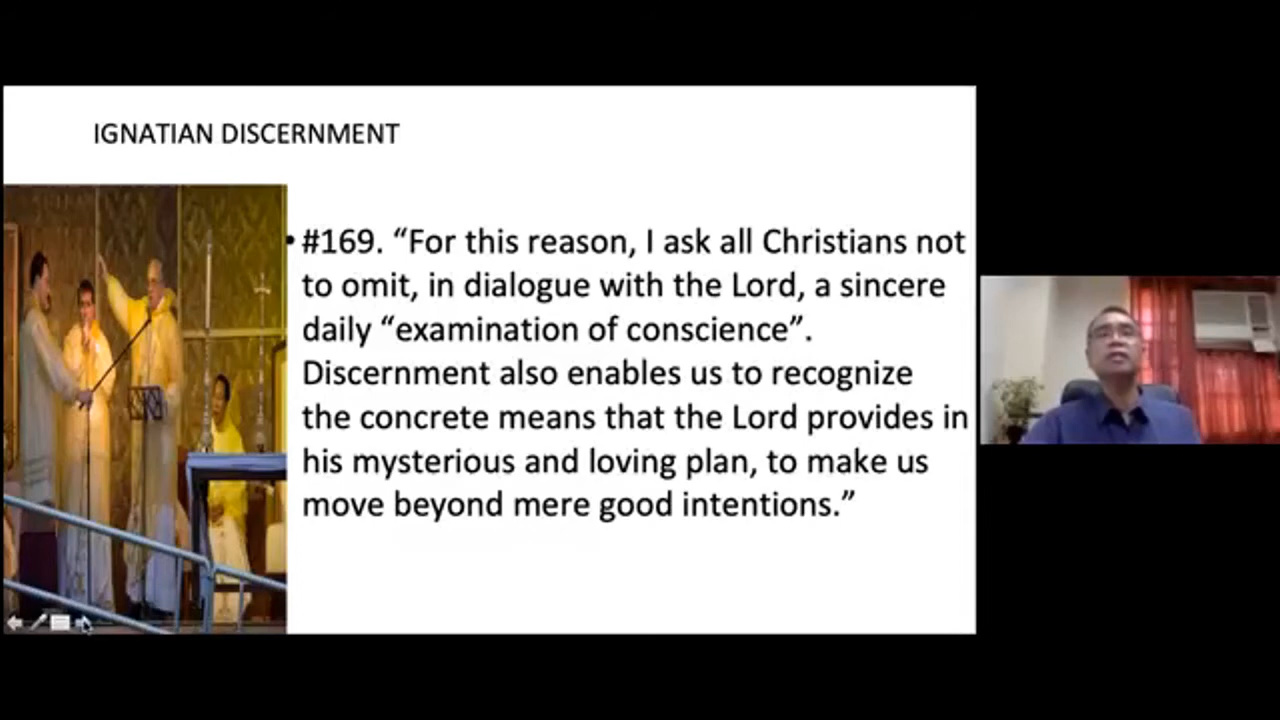 IGNATIAN DISCERNMENT
• #169. “For this reason, I ask all Christians not
to omit, in dialogue with the Lord, a sincere
daily “examination of conscience”.
Discernment also enables us to recognize
the concrete means that the Lord provides in
his mysterious and loving plan, to make us
move beyond mere good intentions.”